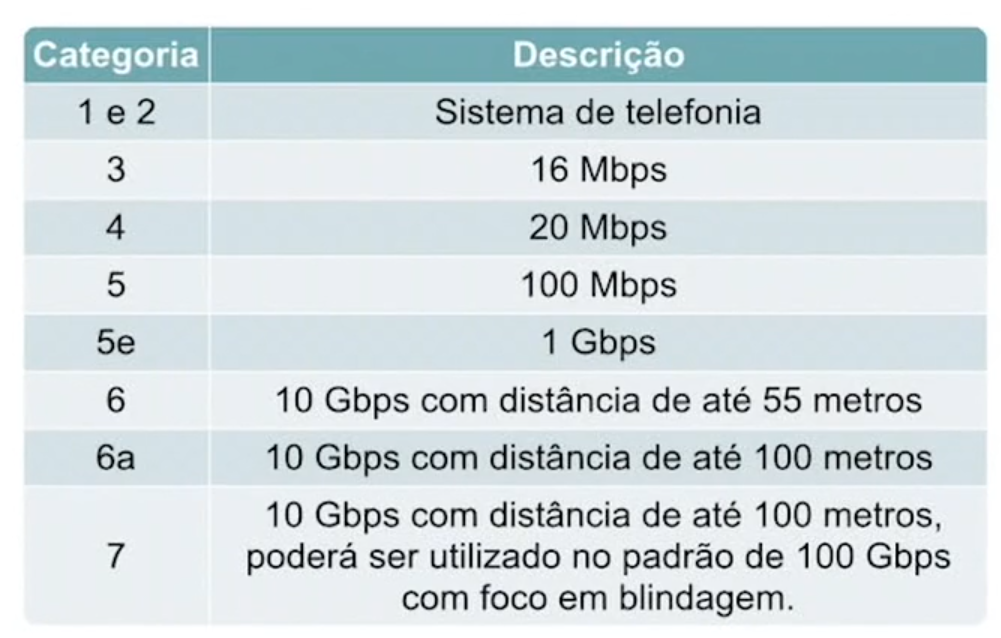 Categoria Descrição
1 e 2 Sistema de telefonia
3 16 Mbps
4 20 Mbps
5 100 Mbps
5e 1 Gbps
6 10 Gbps com distância de até 55 metros
6a 10 Gbps com distância de até 100 metros
10 Gbps com distância de até 100 metros,
7 poderá ser utilizado no padrão de 100 Gbps
com foco em blindagem.